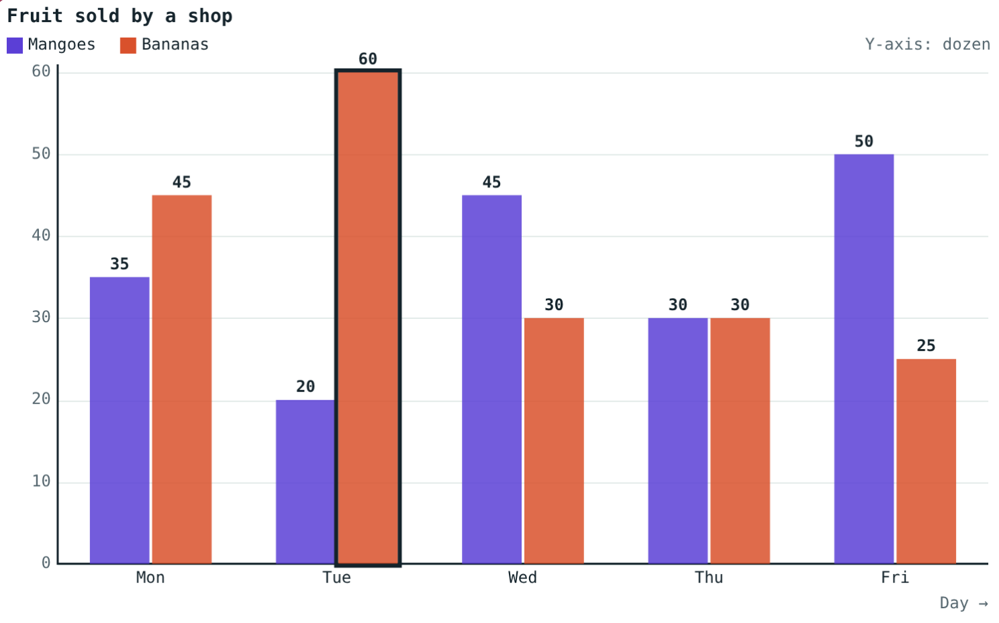 Fruit sold by a shop
Mangoes Bananas Y-axis: dozen
60
50
40
30
20
10
0
35 45 20 60 45 30 30 30 50 25
Mon Tue Wed Thu Fri
Day →